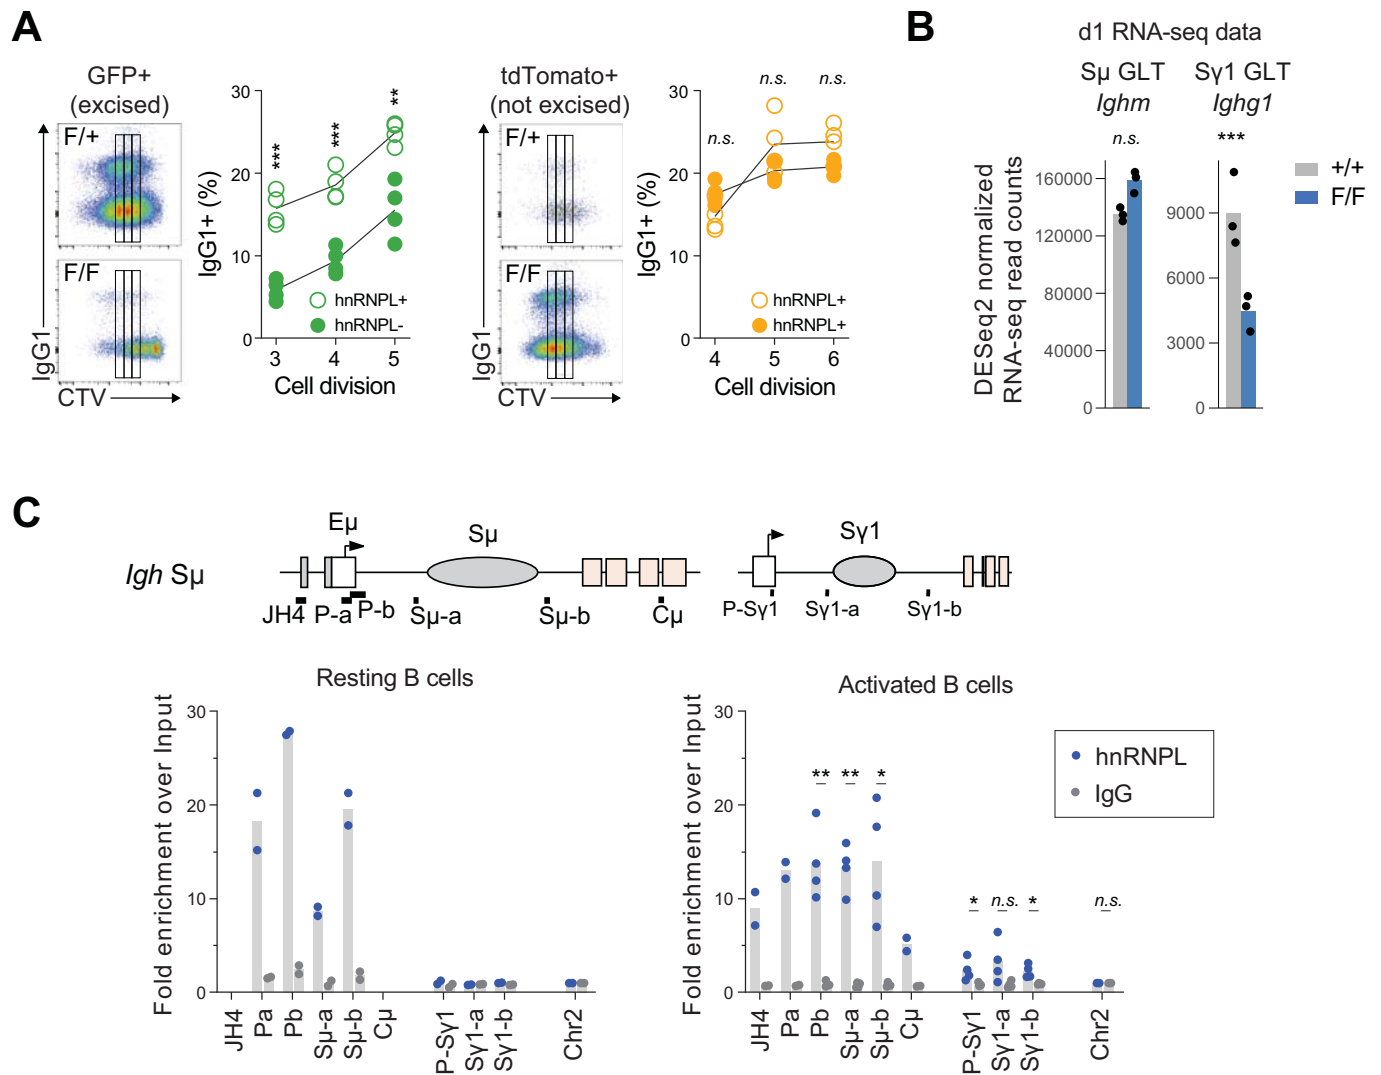 A
GFP+
(excised)
F/+
F/F
IgG1
CTV
IgG1+ (%)
30
20
10
0
***
***
**
hnRNPL+
hnRNPL-
3 4 5
Cell division
tdTomato+
(not excised)
F/+
F/F
IgG1
CTV
IgG1+ (%)
30
20
10
0
n.s.
n.s.
n.s.
hnRNPL+
hnRNPL+
4 5 6
Cell division
B
d1 RNA-seq data
Sµ GLT
Ighm
Sγ1 GLT
Ighg1
n.s.
***
DESeq2 normalized
RNA-seq read counts
160000
120000
80000
40000
0
9000
6000
3000
0
+/+
F/F
C
Igh Sµ
Eµ
Sµ
Sγ1
JH4 P-a P-b Sµ-a Sµ-b Cµ
P-Sγ1 Sγ1-a Sγ1-b
Resting B cells
Fold enrichment over Input
30
20
10
0
JH4 Pa Pb Sµ-a Sµ-b Cµ P-Sγ1 Sγ1-a Sγ1-b Chr2
Activated B cells
Fold enrichment over Input
30
20
10
0
** ** *
* n.s. * n.s.
JH4 Pa Pb Sµ-a Sµ-b Cµ P-Sγ1 Sγ1-a Sγ1-b Chr2
hnRNPL
IgG